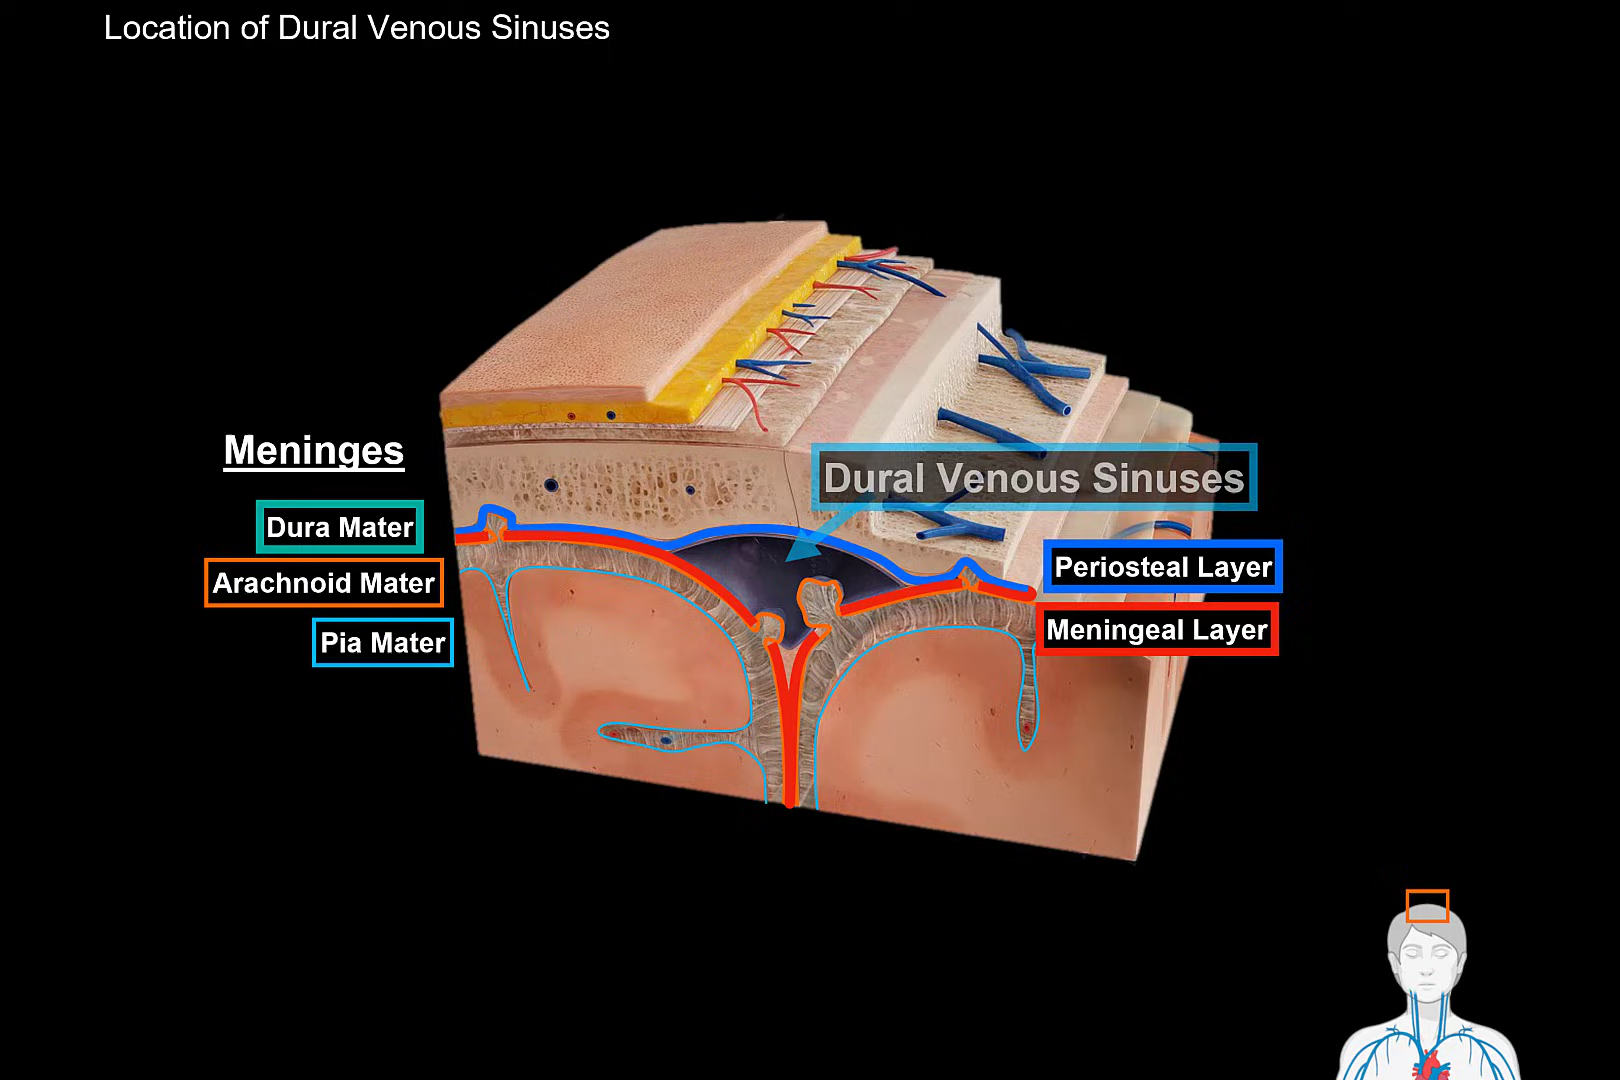 Location of Dural Venous Sinuses
Meninges
Dural Venous Sinuses
Dura Mater
Arachnoid Mater
Pia Mater
Periosteal Layer
Meningeal Layer